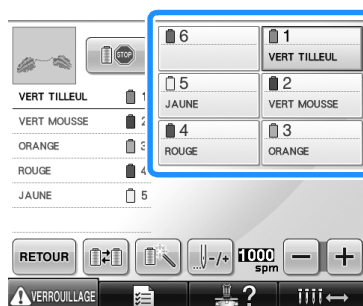 STOP
VERT TILLEUL 1
VERT MOUSSE 2
ORANGE 3
ROUGE 4
JAUNE 5
6
1
VERT TILLEUL
5
JAUNE
2
VERT MOUSSE
4
ROUGE
3
ORANGE
RETOUR
-/+
1000
spm
− +
VERROUILLAGE
?